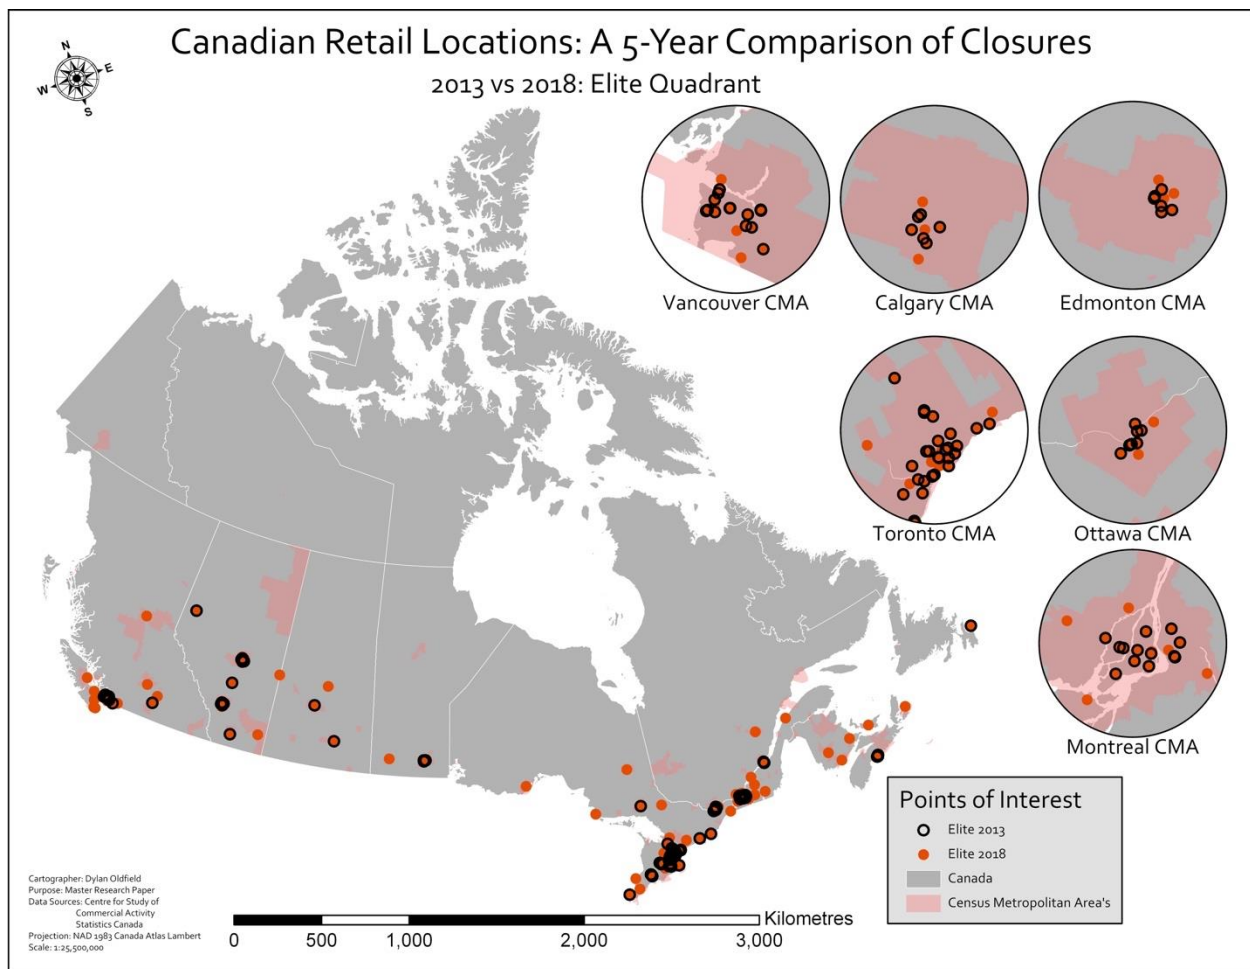 Canadian Retail Locations: A 5-Year Comparison of Closures
2013 vs 2018: Elite Quadrant
N
E
W
S
Vancouver CMA
Calgary CMA
Edmonton CMA
Toronto CMA
Ottawa CMA
Montreal CMA
Points of Interest
Elite 2013
Elite 2018
Canada
Census Metropolitan Area's
Cartographer: Dylan Oldfield
Purpose: Master Research Paper
Data Sources: Centre for Study of
Commercial Activity
Statistics Canada
Projection: NAD 1983 Canada Atlas Lambert
Scale: 1:25,500,000
Kilometres
0 500 1,000 2,000 3,000